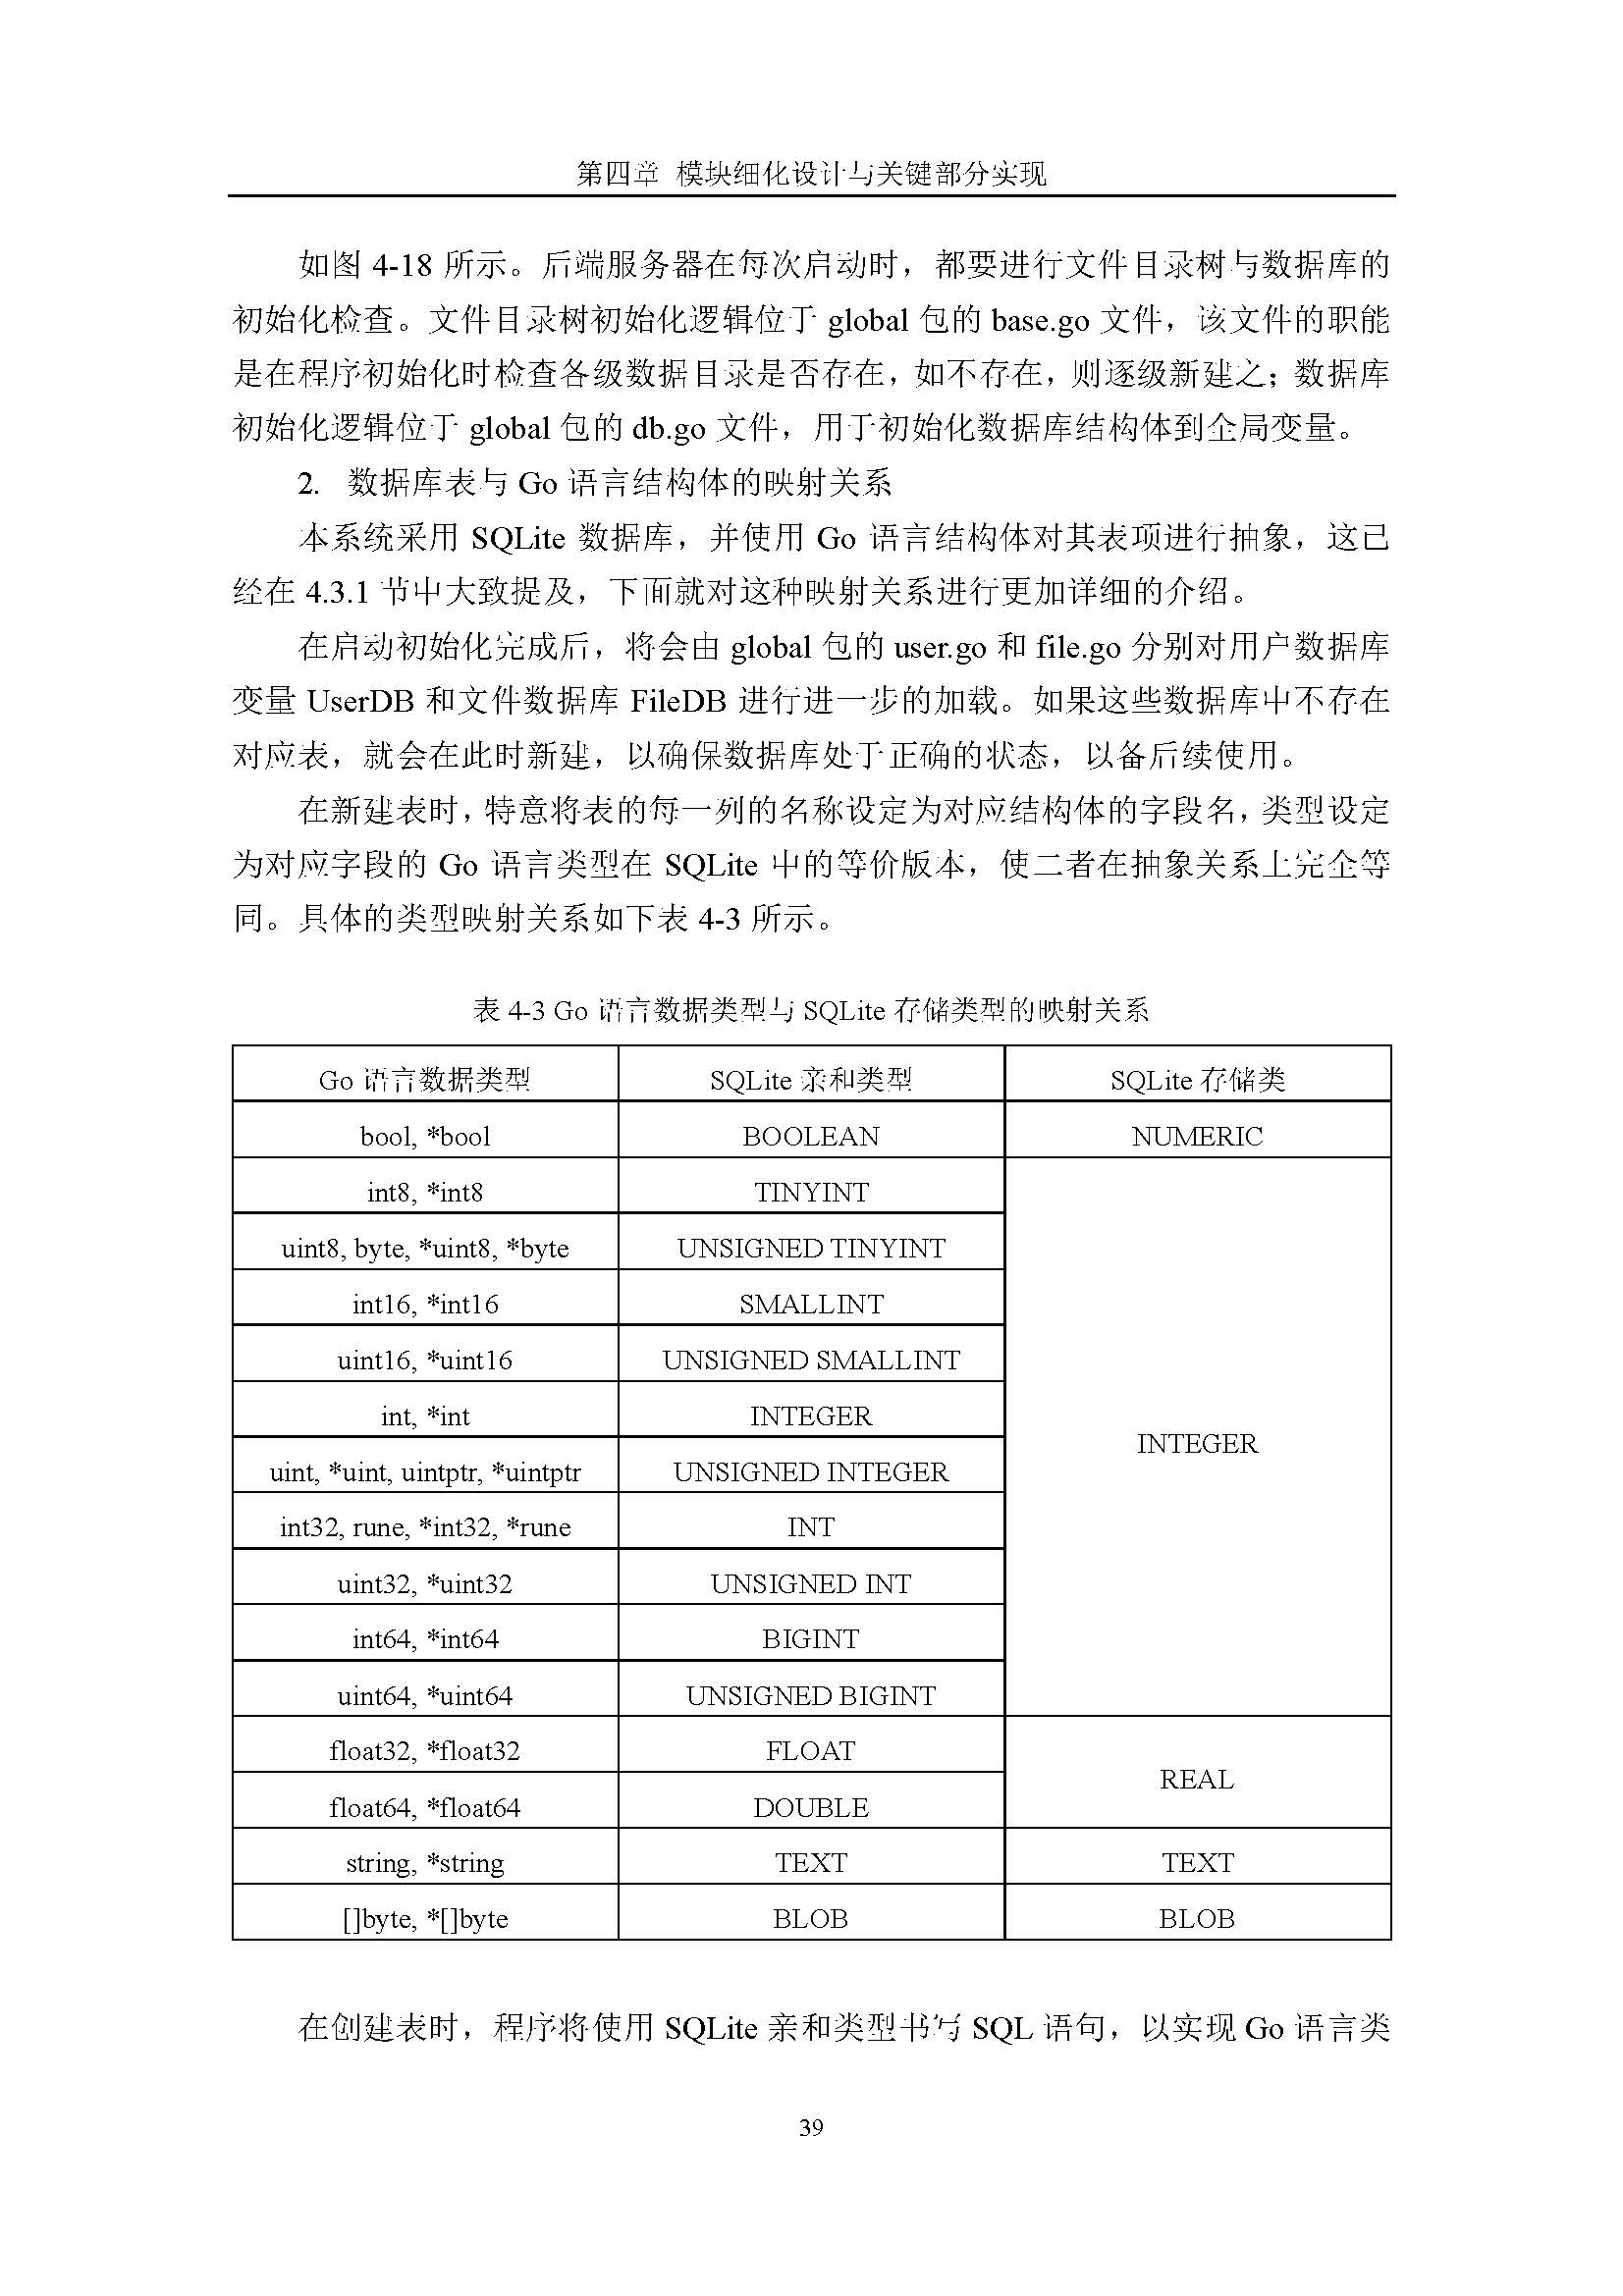 第四章 模块细化设计与关键部分实现
如图 4-18 所示。后端服务器在每次启动时，都要进行文件目录树与数据库的
初始化检查。文件目录树初始化逻辑位于 global 包的 base.go 文件，该文件的职能
是在程序初始化时检查各级数据目录是否存在，如不存在，则逐级新建之；数据库
初始化逻辑位于 global 包的 db.go 文件，用于初始化数据库结构体到全局变量。
2. 数据库表与 Go 语言结构体的映射关系
本系统采用 SQLite 数据库，并使用 Go 语言结构体对其表项进行抽象，这已
经在 4.3.1 节中大致提及，下面就对这种映射关系进行更加详细的介绍。
在启动初始化完成后，将会由 global 包的 user.go 和 file.go 分别对用户数据库
变量 UserDB 和文件数据库 FileDB 进行进一步的加载。如果这些数据库中不存在
对应表，就会在此时新建，以确保数据库处于正确的状态，以备后续使用。
在新建表时，特意将表的每一列的名称设定为对应结构体的字段名，类型设定
为对应字段的 Go 语言类型在 SQLite 中的等价版本，使二者在抽象关系上完全等
同。具体的类型映射关系如下表 4-3 所示。
表 4-3 Go 语言数据类型与 SQLite 存储类型的映射关系
Go 语言数据类型 SQLite 亲和类型 SQLite 存储类
bool, *bool BOOLEAN NUMERIC
int8, *int8 TINYINT
uint8, byte, *uint8, *byte UNSIGNED TINYINT
int16, *int16 SMALLINT
uint16, *uint16 UNSIGNED SMALLINT
int, *int INTEGER
INTEGER
uint, *uint, uintptr, *uintptr UNSIGNED INTEGER
int32, rune, *int32, *rune INT
uint32, *uint32 UNSIGNED INT
int64, *int64 BIGINT
uint64, *uint64 UNSIGNED BIGINT
float32, *float32 FLOAT
REAL
float64, *float64 DOUBLE
string, *string TEXT TEXT
[]byte, *[]byte BLOB BLOB
在创建表时，程序将使用 SQLite 亲和类型书写 SQL 语句，以实现 Go 语言类
39